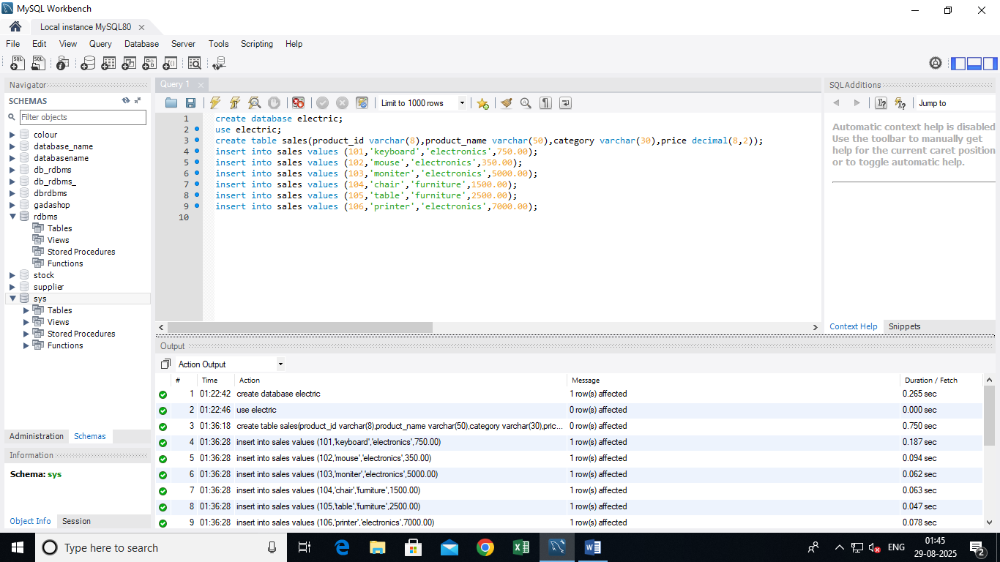 MySQL Workbench
Local instance MySQL80
File Edit View Query Database Server Tools Scripting Help
Navigator
SCHEMAS
Filter objects
colour
database_name
databasename
db_rdbms
db_rdbms_
dbrdbms
gadashop
rdbms
Tables
Views
Stored Procedures
Functions
stock
supplier
sys
Tables
Views
Stored Procedures
Functions
Administration Schemas
Information
Schema: sys
Object Info Session
Query 1
Limit to 1000 rows
1 create database electric;
2 use electric;
3 create table sales(product_id varchar(8),product_name varchar(50),category varchar(30),price decimal(8,2));
4 insert into sales values (101,'keyboard','electronics',750.00);
5 insert into sales values (102,'mouse','electronics',350.00);
6 insert into sales values (103,'moniter','electronics',5000.00);
7 insert into sales values (104,'chair','furniture',1500.00);
8 insert into sales values (105,'table','furniture',2500.00);
9 insert into sales values (106,'printer','electronics',7000.00);
10
SQLAdditions
Jump to
Automatic context help is disabled
Use the toolbar to manually get
help for the current caret position
or to toggle automatic help.
Context Help Snippets
Output
Action Output
# Time Action Message Duration / Fetch
1 01:22:42 create database electric 1 row(s) affected 0.265 sec
2 01:22:46 use electric 0 row(s) affected 0.000 sec
3 01:36:18 create table sales(product_id varchar(8),product_name varchar(50),category varchar(30),pric... 0 row(s) affected 0.750 sec
4 01:36:28 insert into sales values (101,'keyboard','electronics',750.00) 1 row(s) affected 0.187 sec
5 01:36:28 insert into sales values (102,'mouse','electronics',350.00) 1 row(s) affected 0.094 sec
6 01:36:28 insert into sales values (103,'moniter','electronics',5000.00) 1 row(s) affected 0.062 sec
7 01:36:28 insert into sales values (104,'chair','furniture',1500.00) 1 row(s) affected 0.063 sec
8 01:36:28 insert into sales values (105,'table','furniture',2500.00) 1 row(s) affected 0.047 sec
9 01:36:28 insert into sales values (106,'printer','electronics',7000.00) 1 row(s) affected 0.078 sec
Type here to search
ENG
01:45
29-08-2025
2